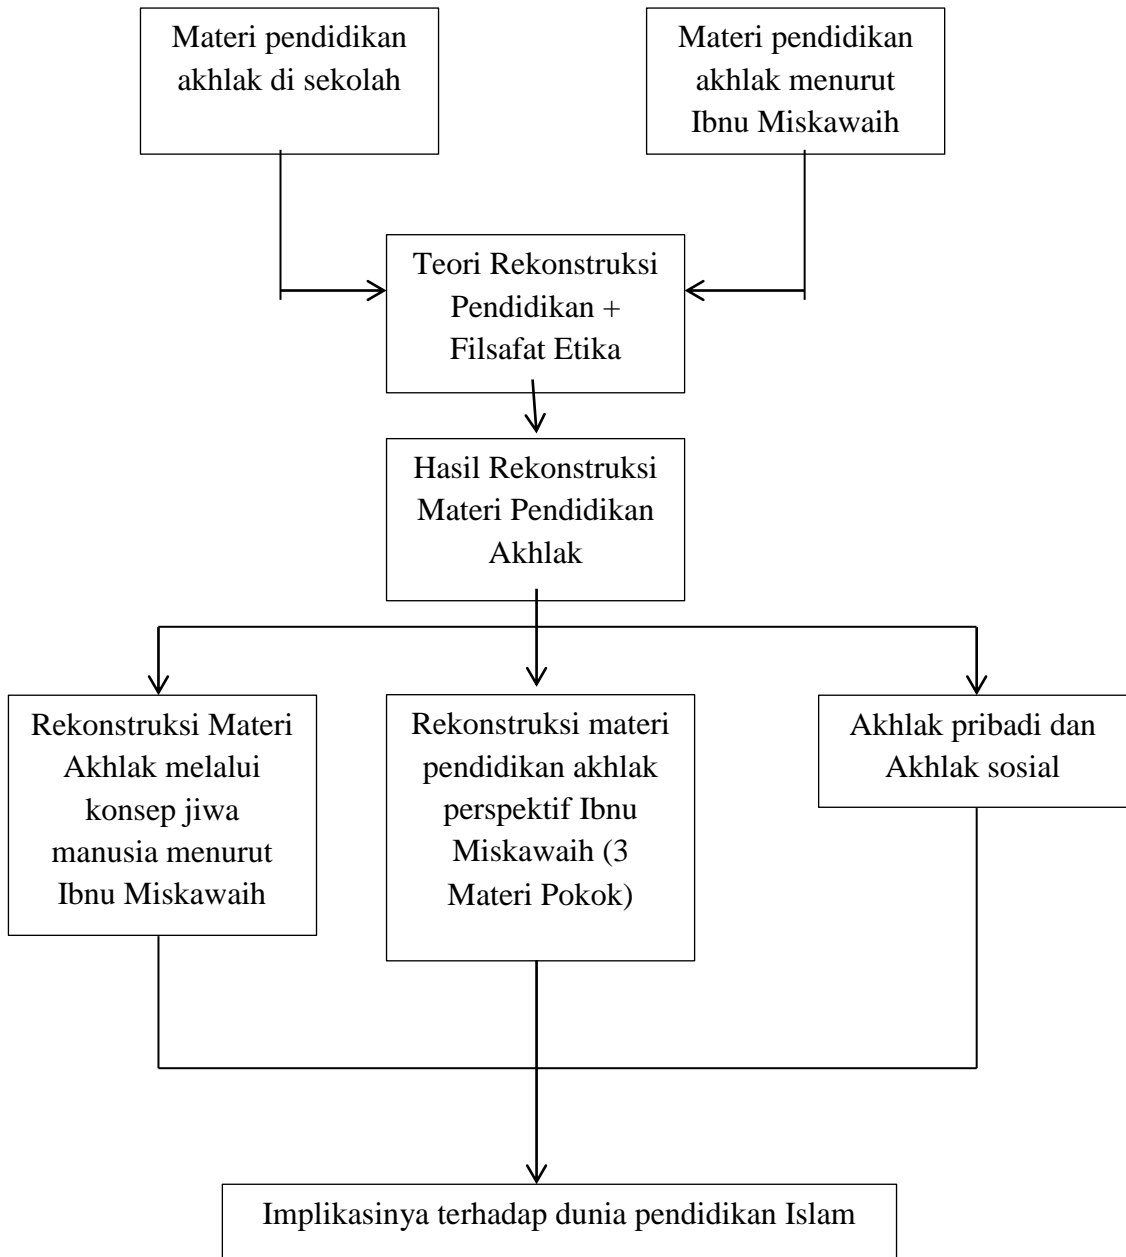 Materi pendidikan
akhlak di sekolah
Materi pendidikan
akhlak menurut
Ibnu Miskawaih
Teori Rekonstruksi
Pendidikan +
Filsafat Etika
Hasil Rekonstruksi
Materi Pendidikan
Akhlak
Rekonstruksi Materi
Akhlak melalui
konsep jiwa
manusia menurut
Ibnu Miskawaih
Rekonstruksi materi
pendidikan akhlak
perspektif Ibnu
Miskawaih (3
Materi Pokok)
Akhlak pribadi dan
Akhlak sosial
Implikasinya terhadap dunia pendidikan Islam